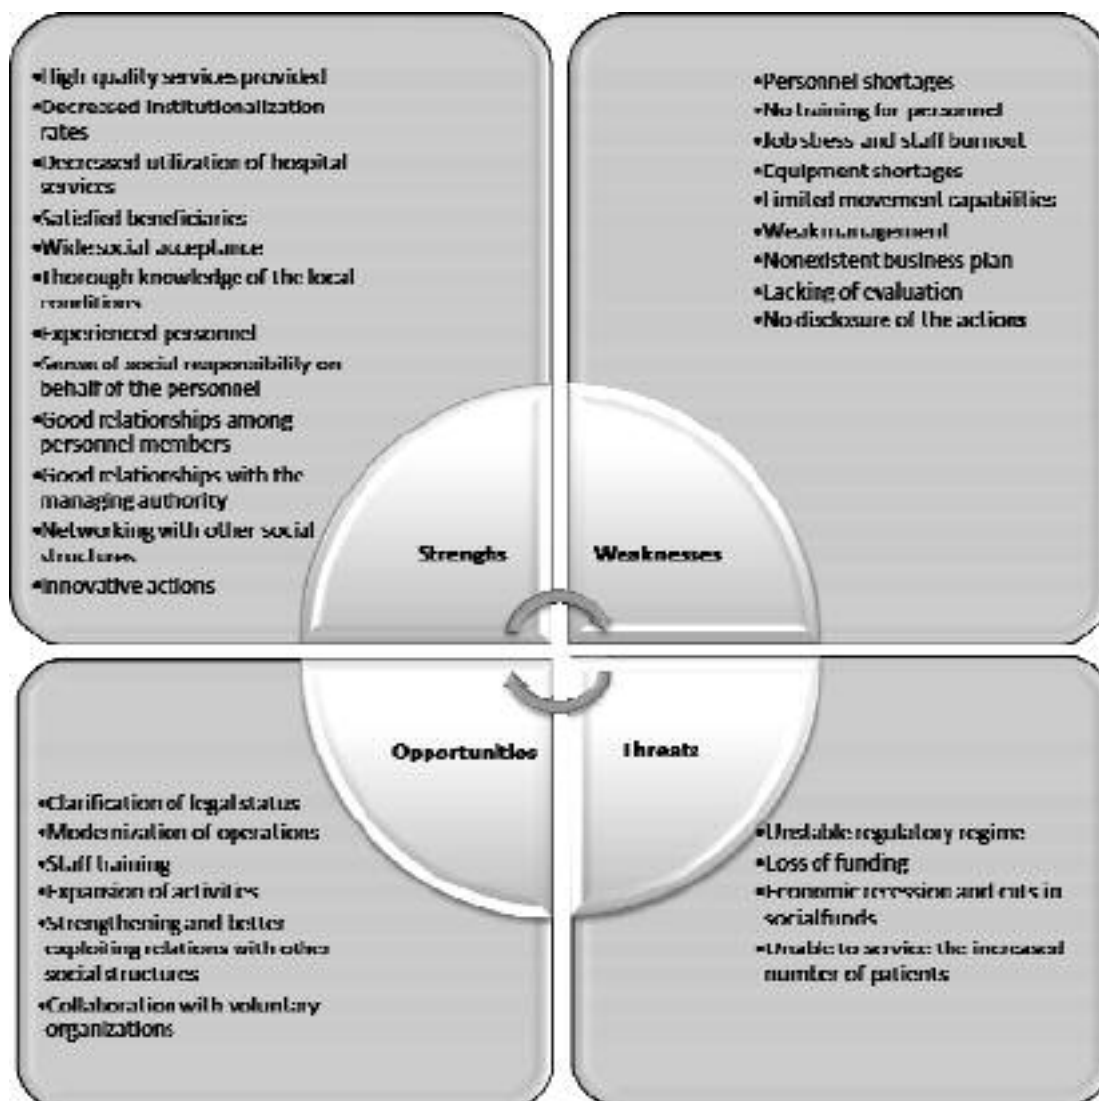 •High quality services provided
•Decreased institutionalization
rates
•Decreased utilization of hospital
services
•Satisfied beneficiaries
•Wide social acceptance
•Thorough knowledge of the local
conditions
•Experienced personnel
•Sense of social responsibility on
behalf of the personnel
•Good relationships among
personnel members
•Good relationships with the
managing authority
•Networking with other social
structures
•Innovative actions
•Personnel shortages
•No training for personnel
•Job stress and staff burnout
•Equipment shortages
•Limited movement capabilities
•Weak management
•Nonexistent business plan
•Lacking of evaluation
•No disclosure of the actions
Strenghs
Weaknesses
Opportunities
Threats
•Clarification of legal status
•Modernization of operations
•Staff training
•Expansion of activities
•Strengthening and better
exploiting relations with other
social structures
•Collaboration with voluntary
organizations
•Unstable regulatory regime
•Loss of funding
•Economic recession and cuts in
social funds
•Unable to service the increased
number of patients